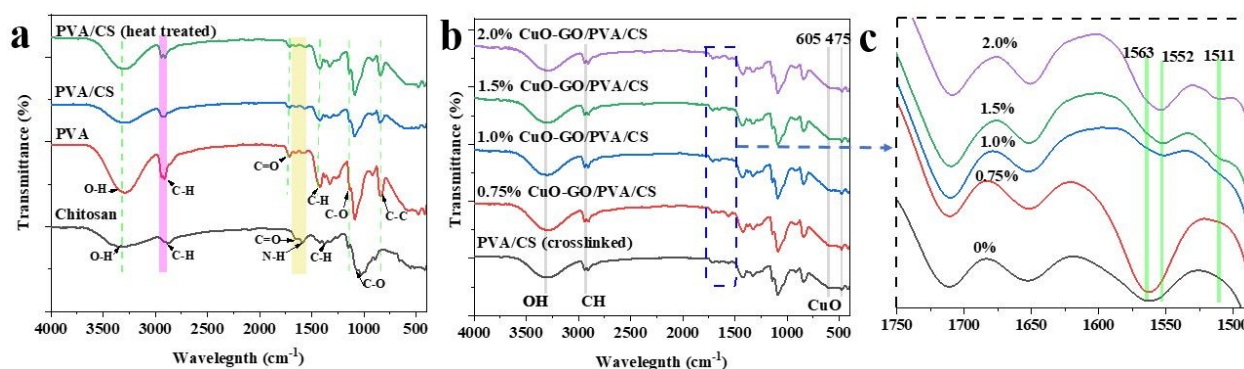 a
PVA/CS (heat treated)
PVA/CS
PVA
O-H
C-H
C=O
C-H
C-O
C-C
Chitosan
O-H
C-H
C=O
N-H
C-H
C-O
Transmittance (%)
4000 3500 3000 2500 2000 1500 1000 500
Wavelegnth (cm-1)
b
2.0% CuO-GO/PVA/CS
605 475
1.5% CuO-GO/PVA/CS
1.0% CuO-GO/PVA/CS
0.75% CuO-GO/PVA/CS
PVA/CS (crosslinked)
OH
CH
CuO
Transmittance (%)
4000 3500 3000 2500 2000 1500 1000 500
Wavelegnth (cm-1)
c
1563 1552 1511
2.0%
1.5%
1.0%
0.75%
0%
1750 1700 1650 1600 1550 1500
Wavelegnth (cm-1)